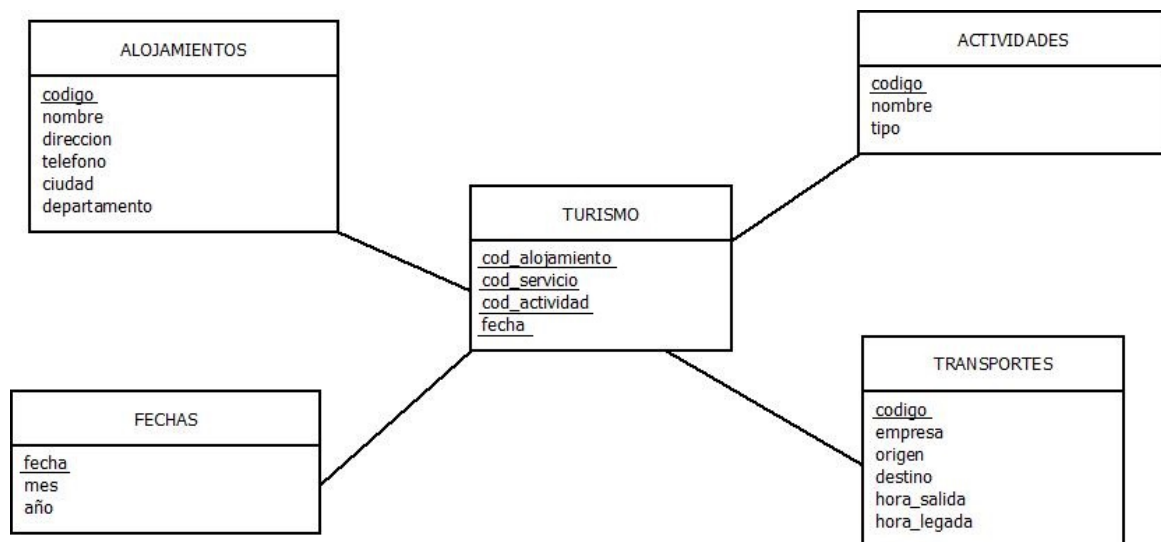 ALOJAMIENTOS
codigo
nombre
direccion
telefono
ciudad
departamento
ACTIVIDADES
codigo
nombre
tipo
TURISMO
cod_alojamiento
cod_servicio
cod_actividad
fecha
FECHAS
fecha
mes
año
TRANSPORTES
codigo
empresa
origen
destino
hora_salida
hora_legada